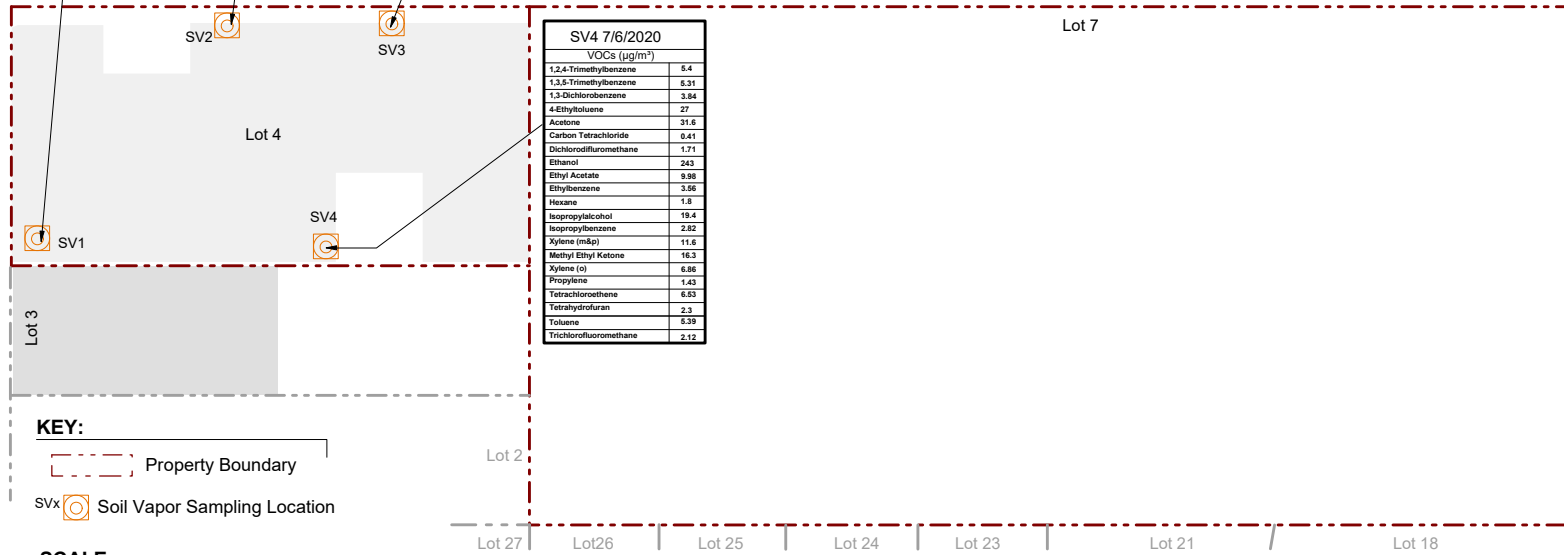 Lot 7
SV2
SV3
SV4 7/6/2020
VOCs (µg/m³)
1,2,4-Trimethylbenzene 5.4
1,3,5-Trimethylbenzene 5.31
1,3-Dichlorobenzene 3.84
4-Ethyltoluene 27
Acetone 31.6
Carbon Tetrachloride 0.41
Dichlorodifluromethane 1.71
Ethanol 243
Ethyl Acetate 9.98
Ethylbenzene 3.56
Hexane 1.8
Isopropylalcohol 19.4
Isopropylbenzene 2.82
Xylene (m&p) 11.6
Methyl Ethyl Ketone 16.3
Xylene (o) 6.86
Propylene 1.43
Tetrachloroethene 6.53
Tetrahydrofuran 2.3
Toluene 5.39
Trichlorofluoromethane 2.12
Lot 4
SV4
SV1
Lot 3
KEY:
Property Boundary
SVx Soil Vapor Sampling Location
Lot 2
SCALE
Lot 27 Lot26 Lot 25 Lot 24 Lot 23 Lot 21 Lot 18